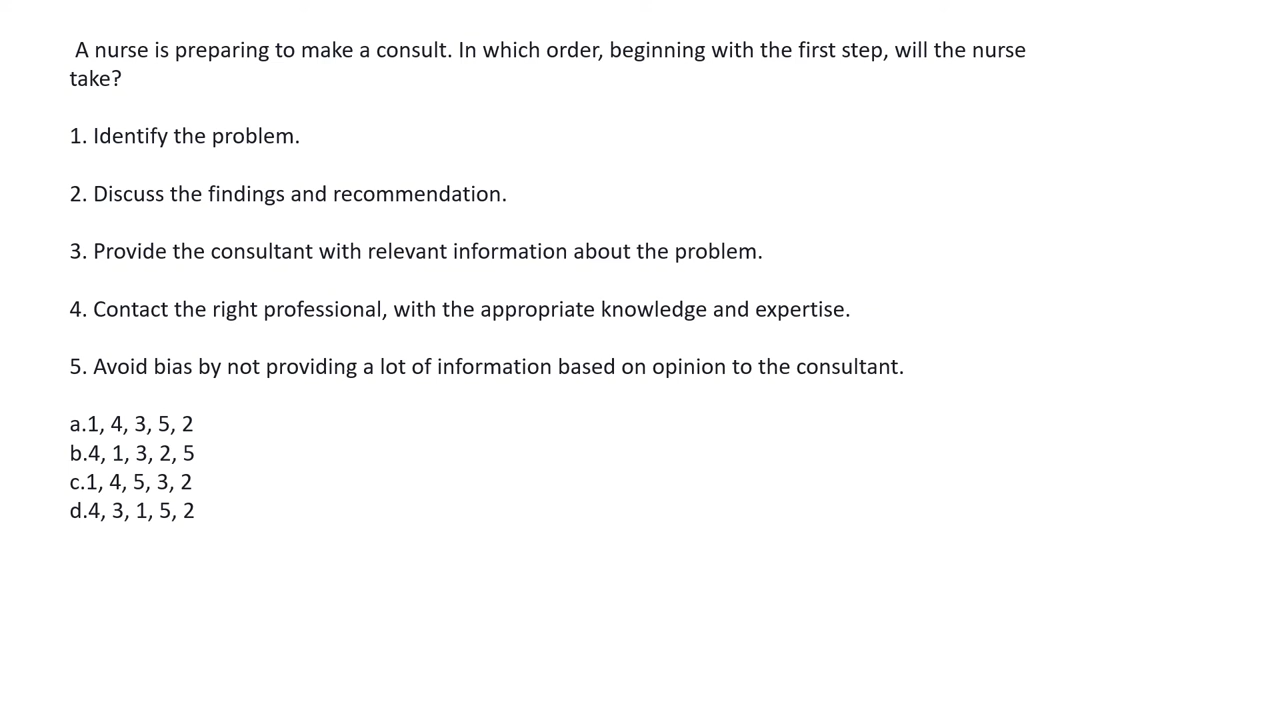 A nurse is preparing to make a consult. In which order, beginning with the first step, will the nurse
take?
1. Identify the problem.
2. Discuss the findings and recommendation.
3. Provide the consultant with relevant information about the problem.
4. Contact the right professional, with the appropriate knowledge and expertise.
5. Avoid bias by not providing a lot of information based on opinion to the consultant.
a.1, 4, 3, 5, 2
b.4, 1, 3, 2, 5
c.1, 4, 5, 3, 2
d.4, 3, 1, 5, 2